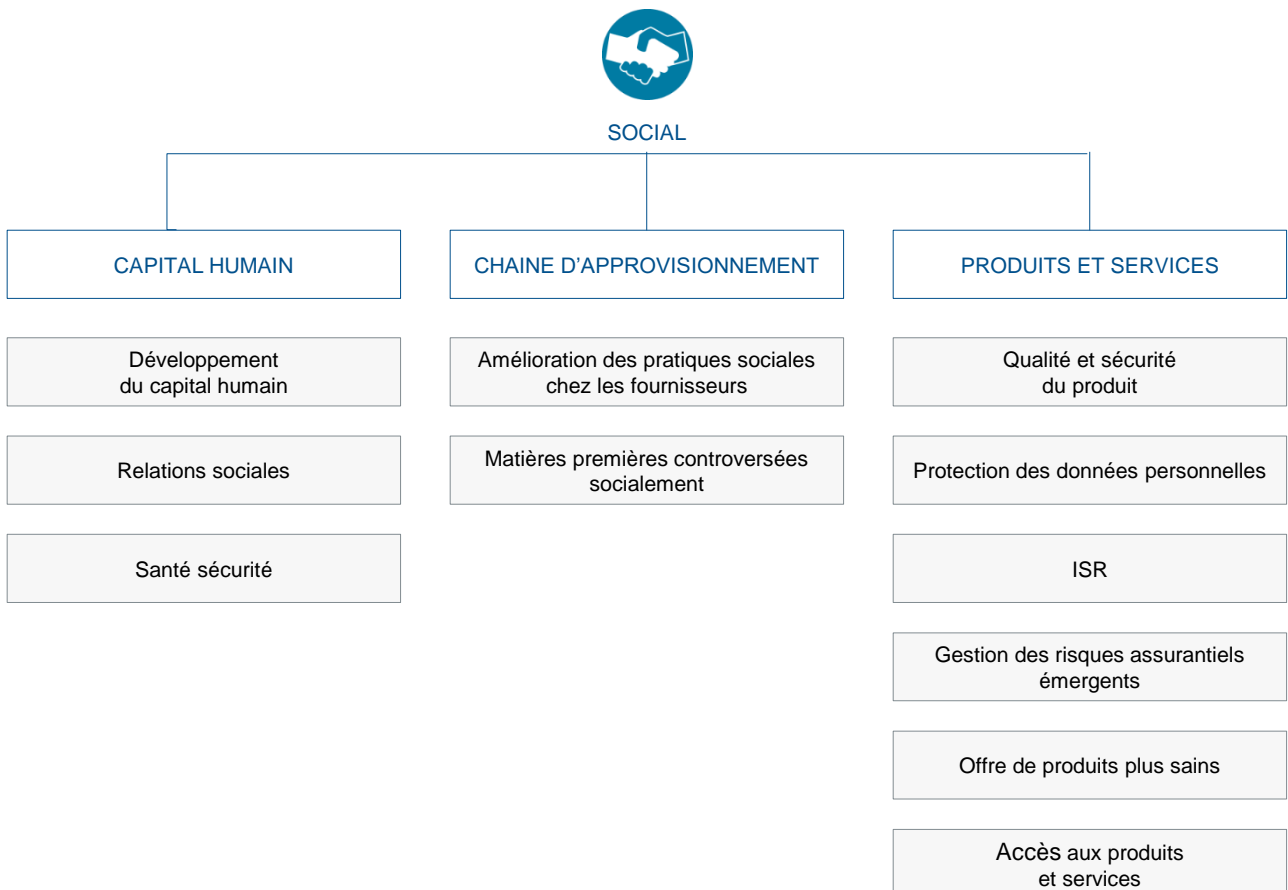 SOCIAL
CAPITAL HUMAIN
Développement
du capital humain
Relations sociales
Santé sécurité
CHAINE D’APPROVISIONNEMENT
Amélioration des pratiques sociales
chez les fournisseurs
Matières premières controversées
socialement
PRODUITS ET SERVICES
Qualité et sécurité
du produit
Protection des données personnelles
ISR
Gestion des risques assurantiels
émergents
Offre de produits plus sains
Accès aux produits
et services